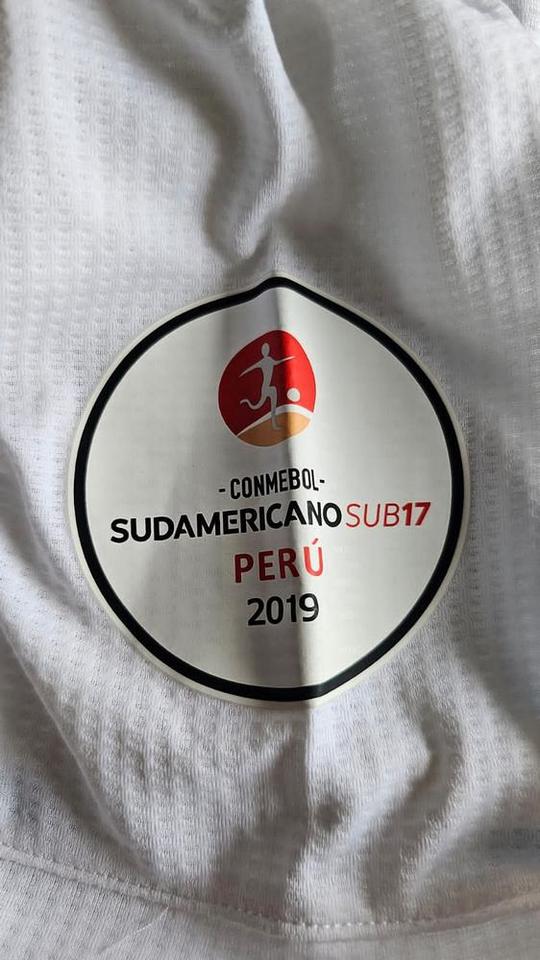 - CONMEBOL -
SUDAMERICANO SUB17
PERÚ
2019